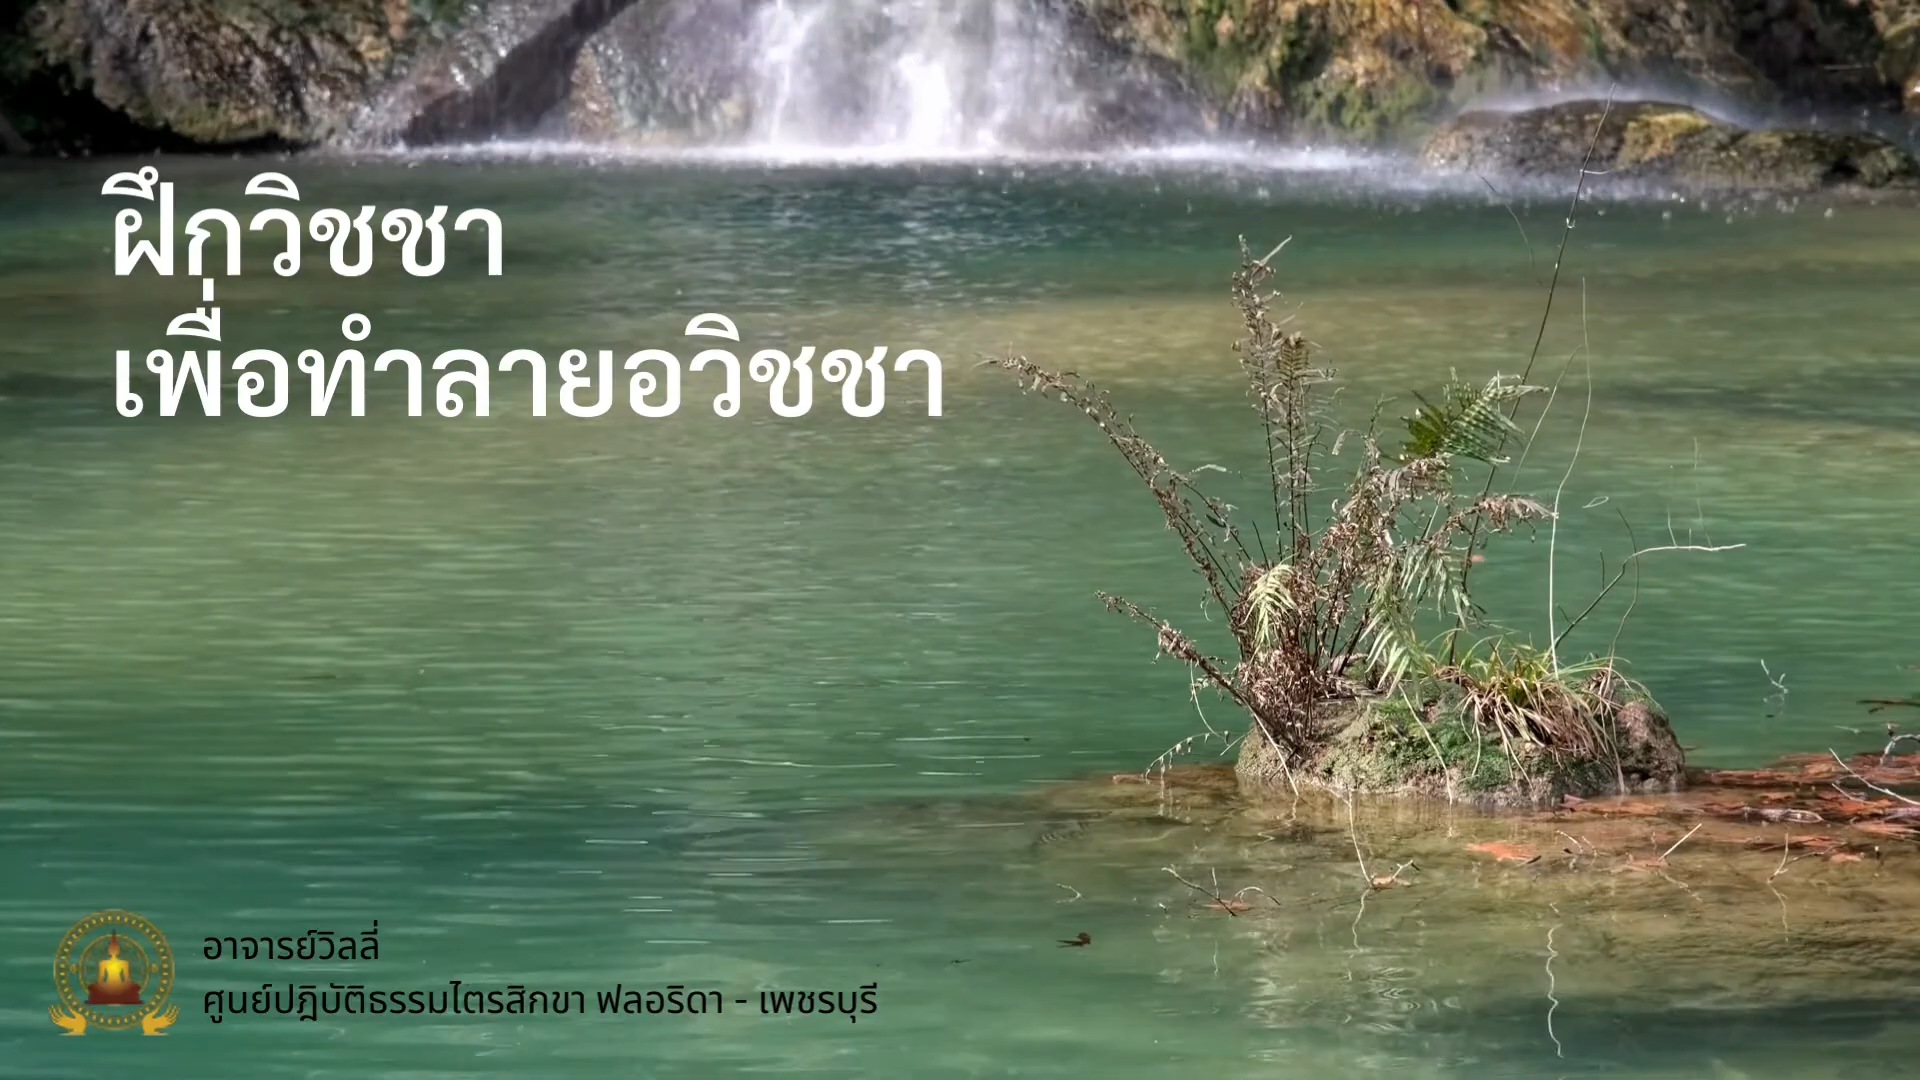 ฝึกวิชชา
เพื่อทำลายอวิชชา
อาจารย์วิลลี่
ศูนย์ปฎิบัติธรรมไตรสิกขา ฟลอริดา - เพชรบุรี